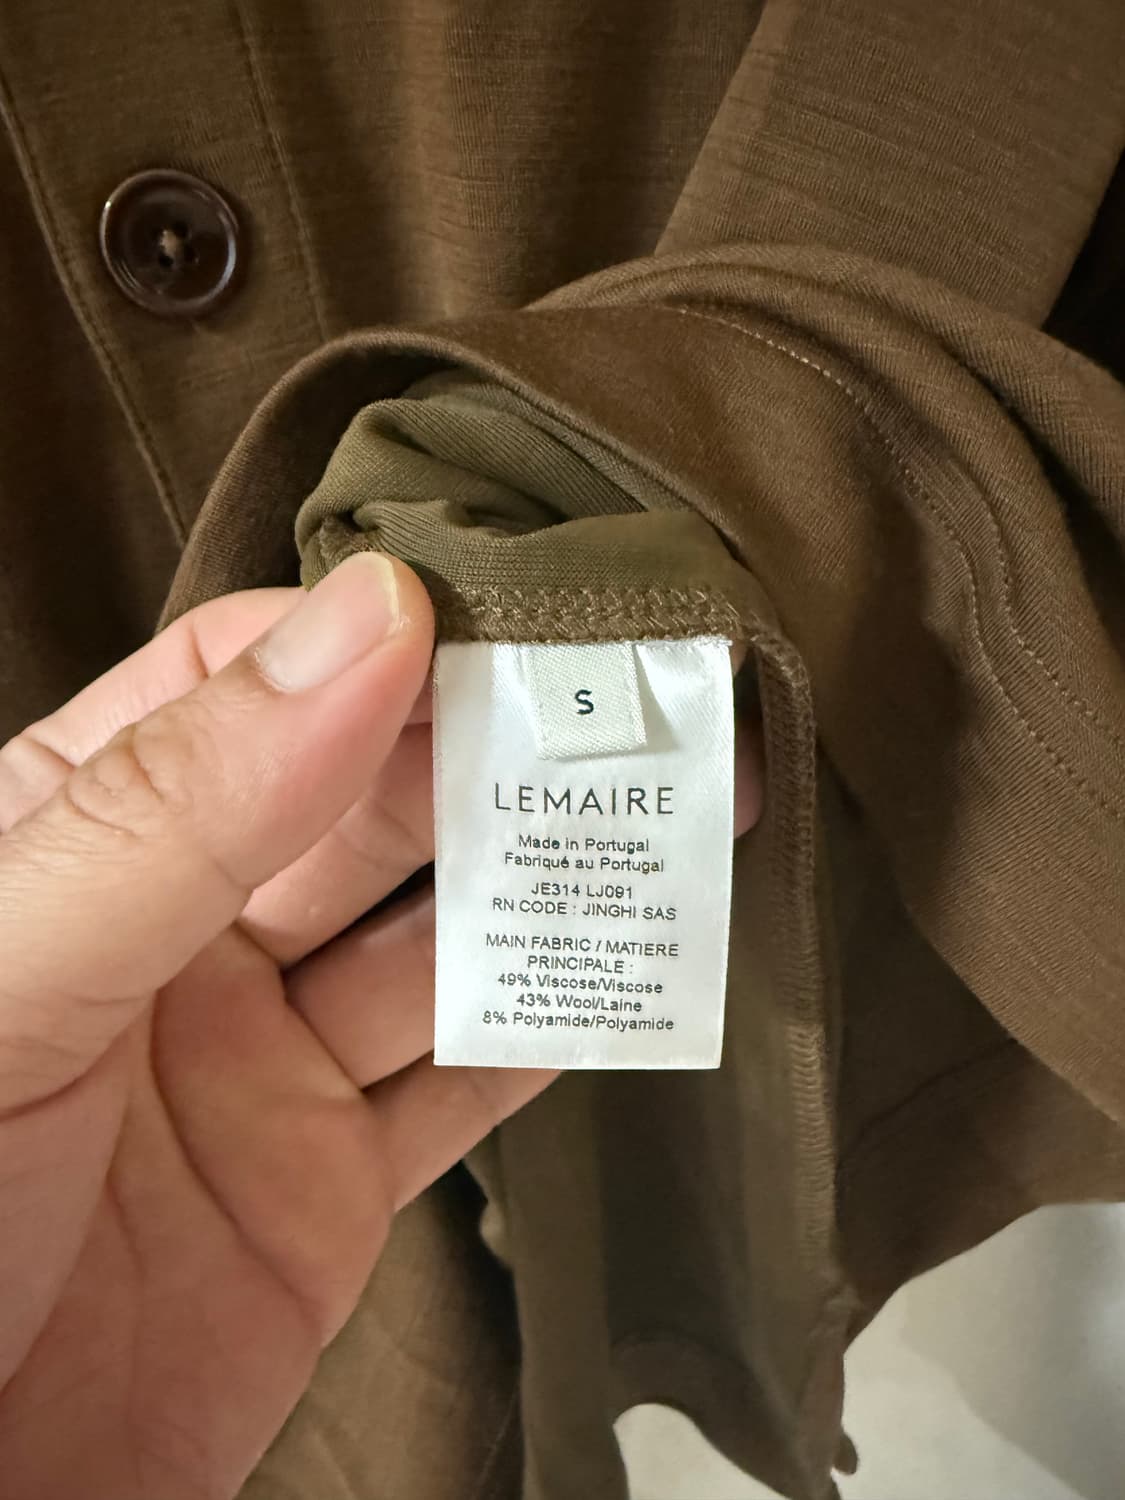 S
LEMAIRE
Made in Portugal
Fabriqué au Portugal
JE314 LJ091
RN CODE : JINGHI SAS
MAIN FABRIC / MATIERE
PRINCIPALE :
49% Viscose/Viscose
43% Wool/Laine
8% Polyamide/Polyamide